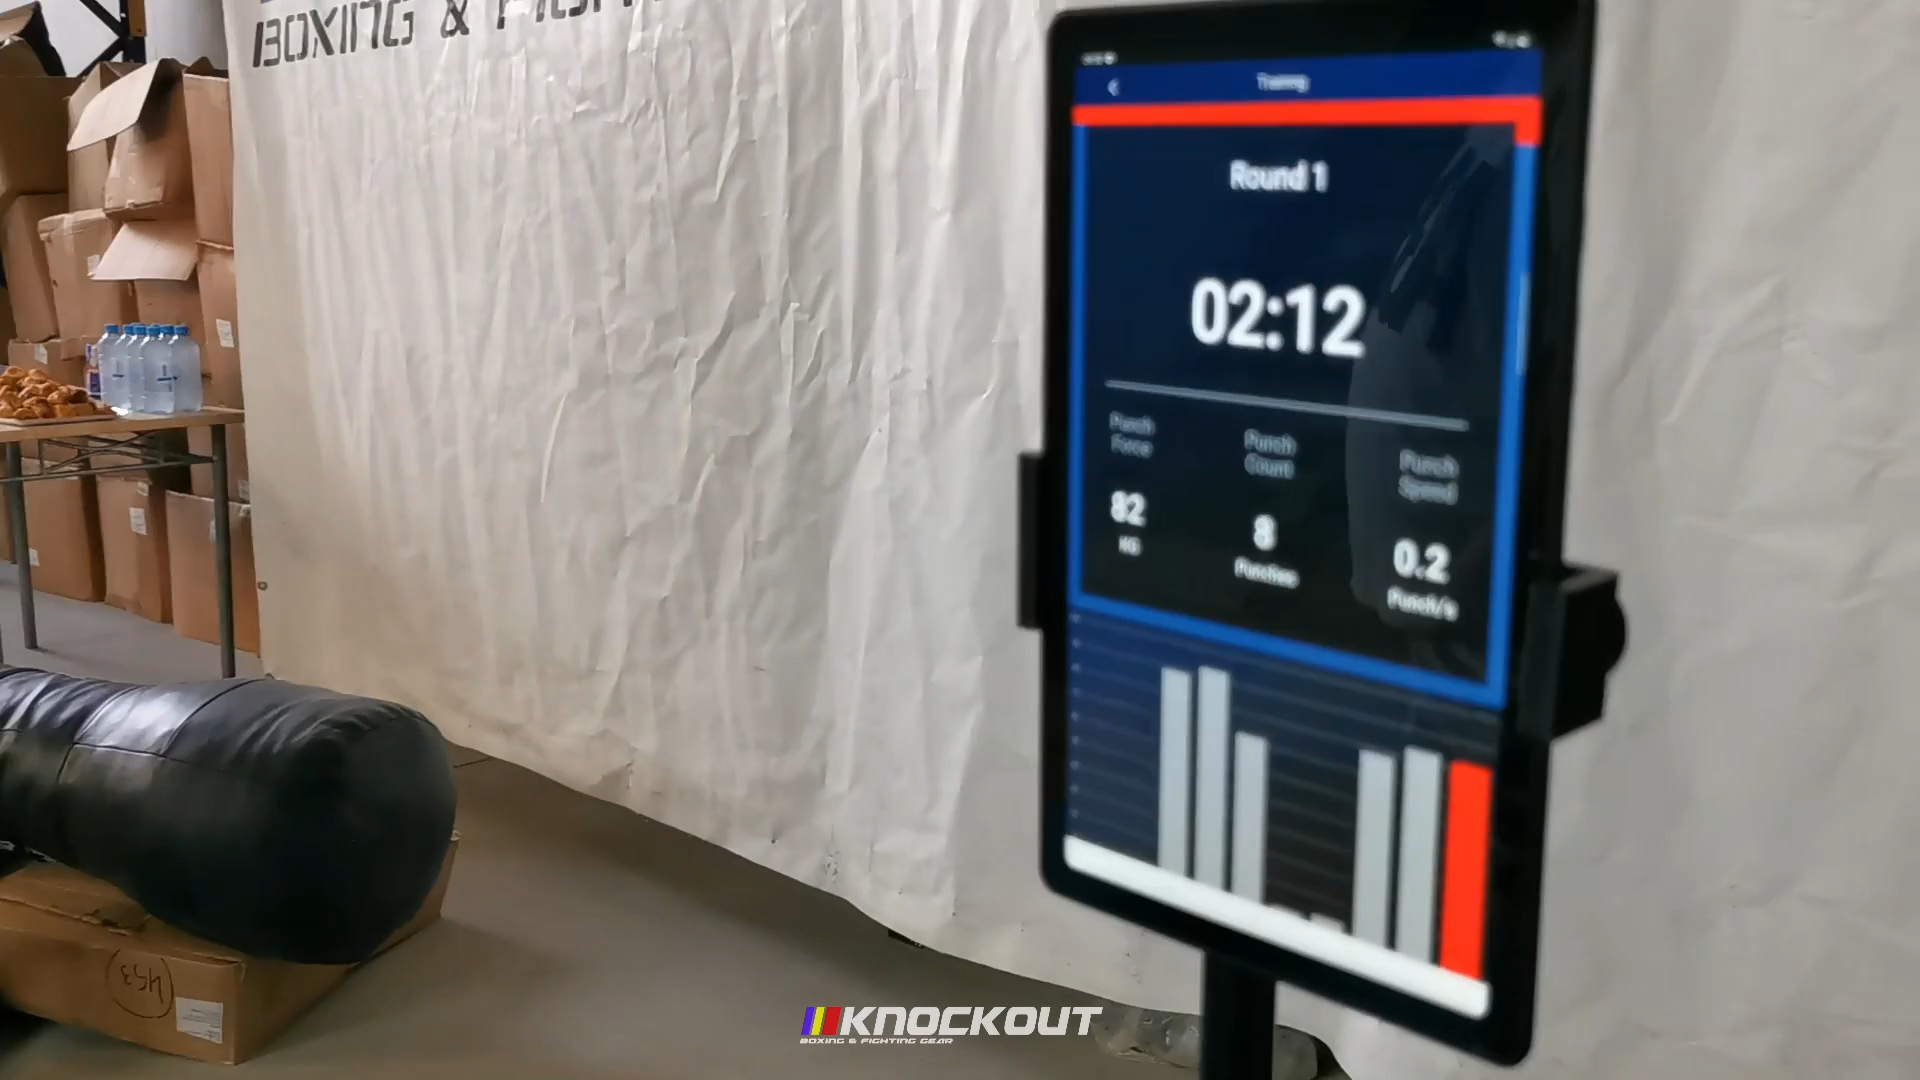 BOXING &
Training
Round 1
02:12
Punch
Force
82
KG
Punch
Count
8
Punches
Punch
Speed
0.2
Punch/s
453
KNOCKOUT
BOXING & FIGHTING GEAR